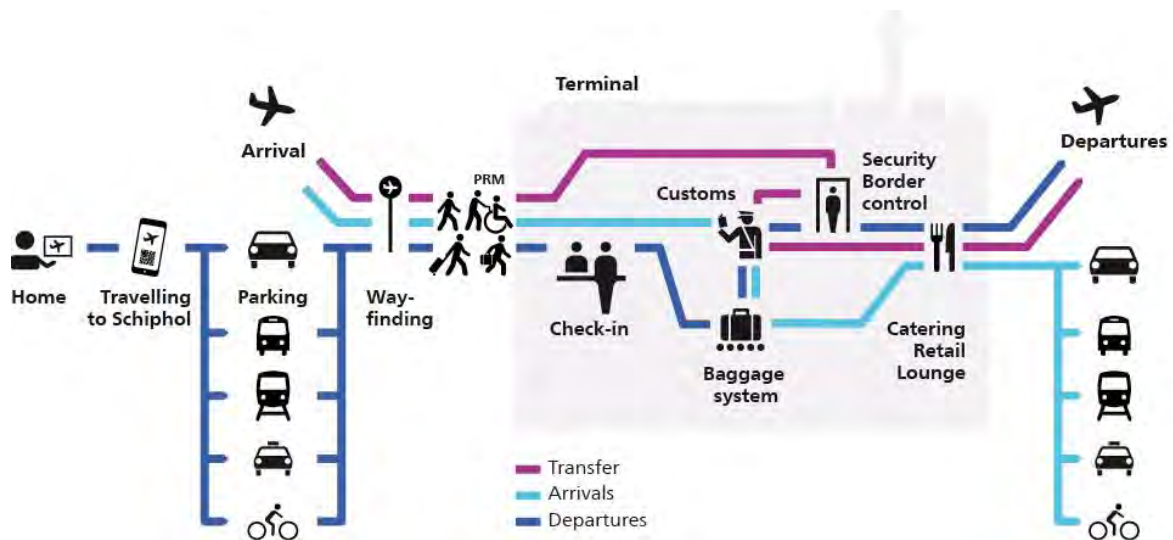 Terminal
Arrival
Departures
PRM
Customs
Security
Border
control
Home
Travelling
to Schiphol
Parking
Way-
finding
Check-in
Baggage
system
Catering
Retail
Lounge
Transfer
Arrivals
Departures